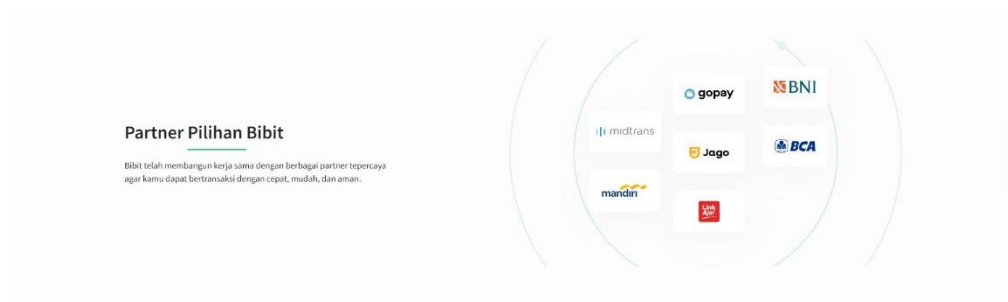 Partner Pilihan Bibit
Bibit telah membangun kerja sama dengan berbagai partner tepercaya
agar kamu dapat bertransaksi dengan cepat, mudah, dan aman.
midtrans
mandiri
gopay
Jago
Link
Aja!
BNI
BCA